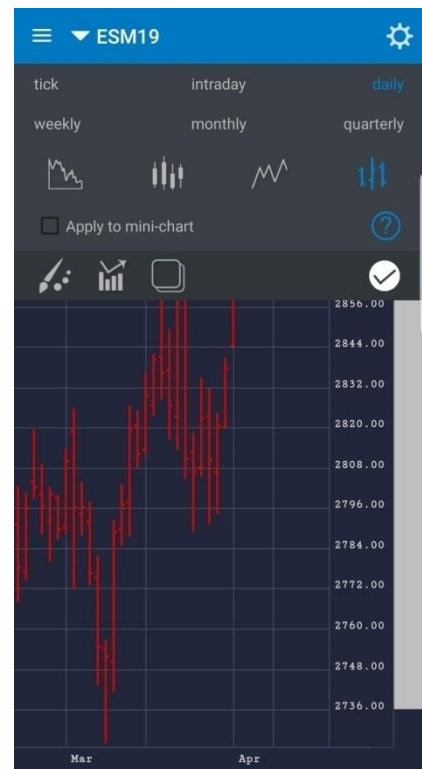 ESM19
tick intraday daily
weekly monthly quarterly
Apply to mini-chart ?
2856.00
2844.00
2832.00
2820.00
2808.00
2796.00
2784.00
2772.00
2760.00
2748.00
2736.00
Mar Apr